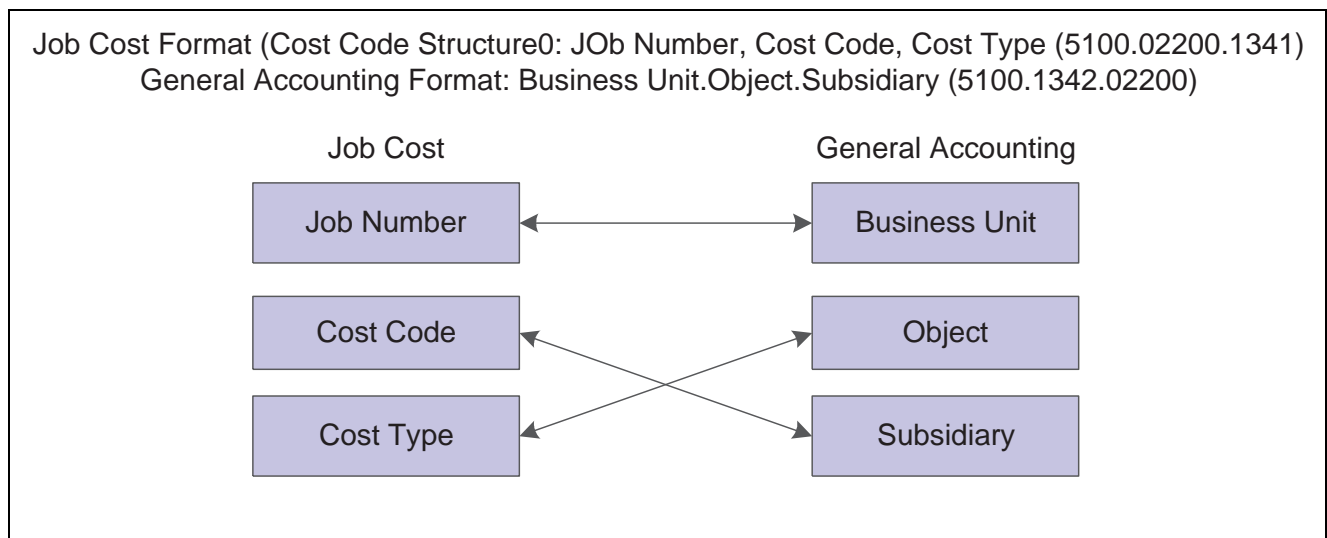 Job Cost Format (Cost Code Structure0: JOb Number, Cost Code, Cost Type (5100.02200.1341)
General Accounting Format: Business Unit.Object.Subsidiary (5100.1342.02200)
Job Cost General Accounting
Job Number Business Unit
Cost Code Object
Cost Type Subsidiary